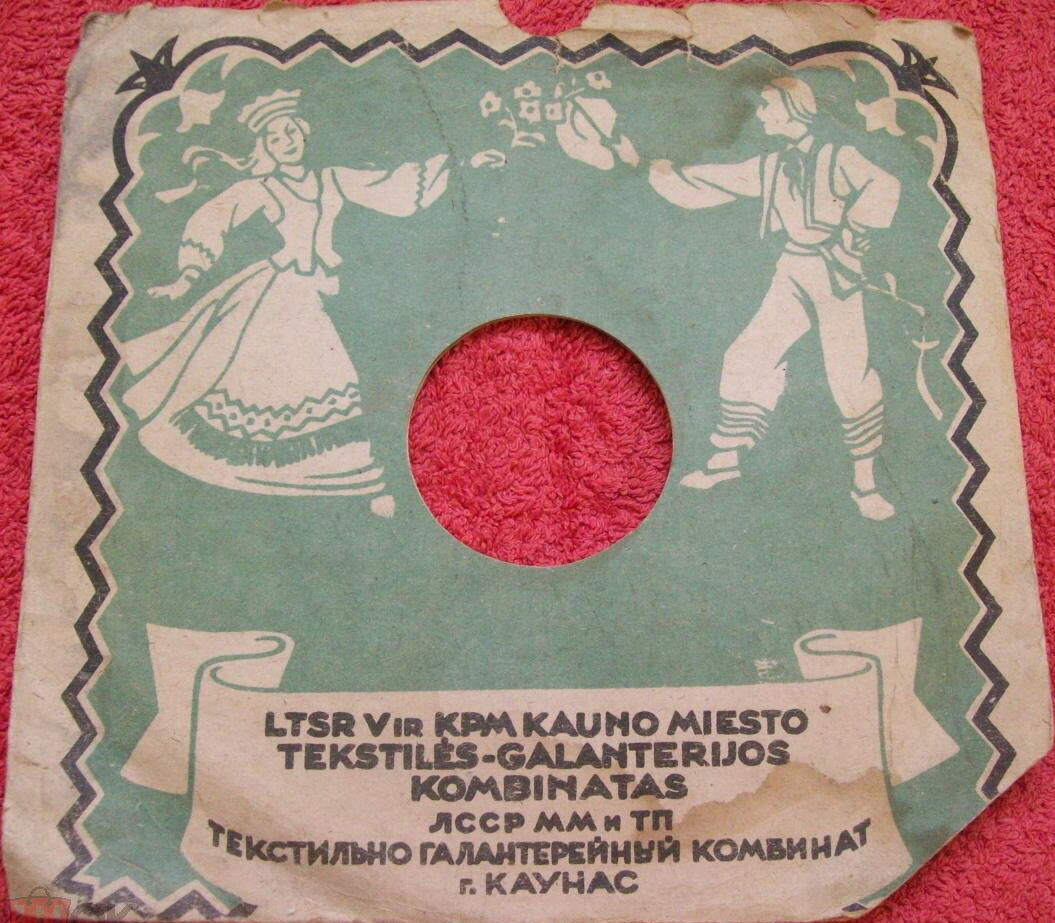 LTSR V IR KPM KAUNO MIESTO
TEKSTILĖS-GALANTERIJOS
KOMBINATAS
ЛССР ММ и ТП
ТЕКСТИЛЬНО ГАЛАНТЕРЕЙНЫЙ КОМБИНАТ
г. КАУНАС